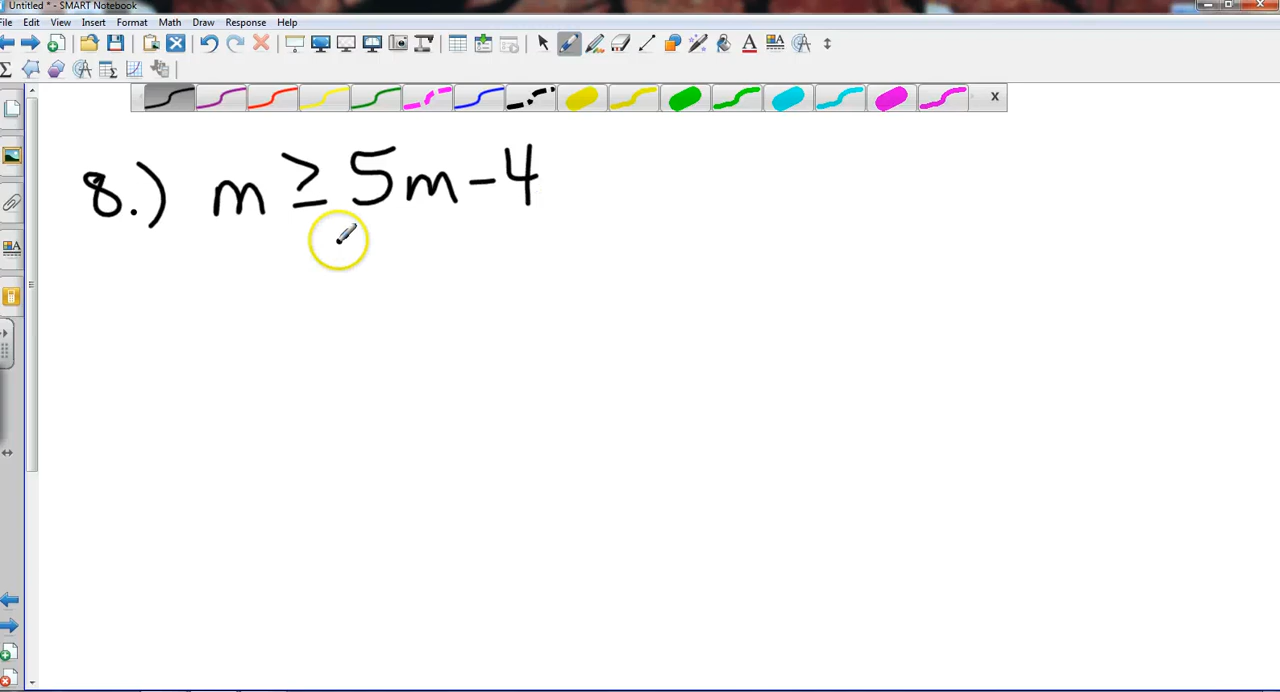 Untitled * - SMART Notebook
File Edit View Insert Format Math Draw Response Help
8.) m ≥ 5m - 4